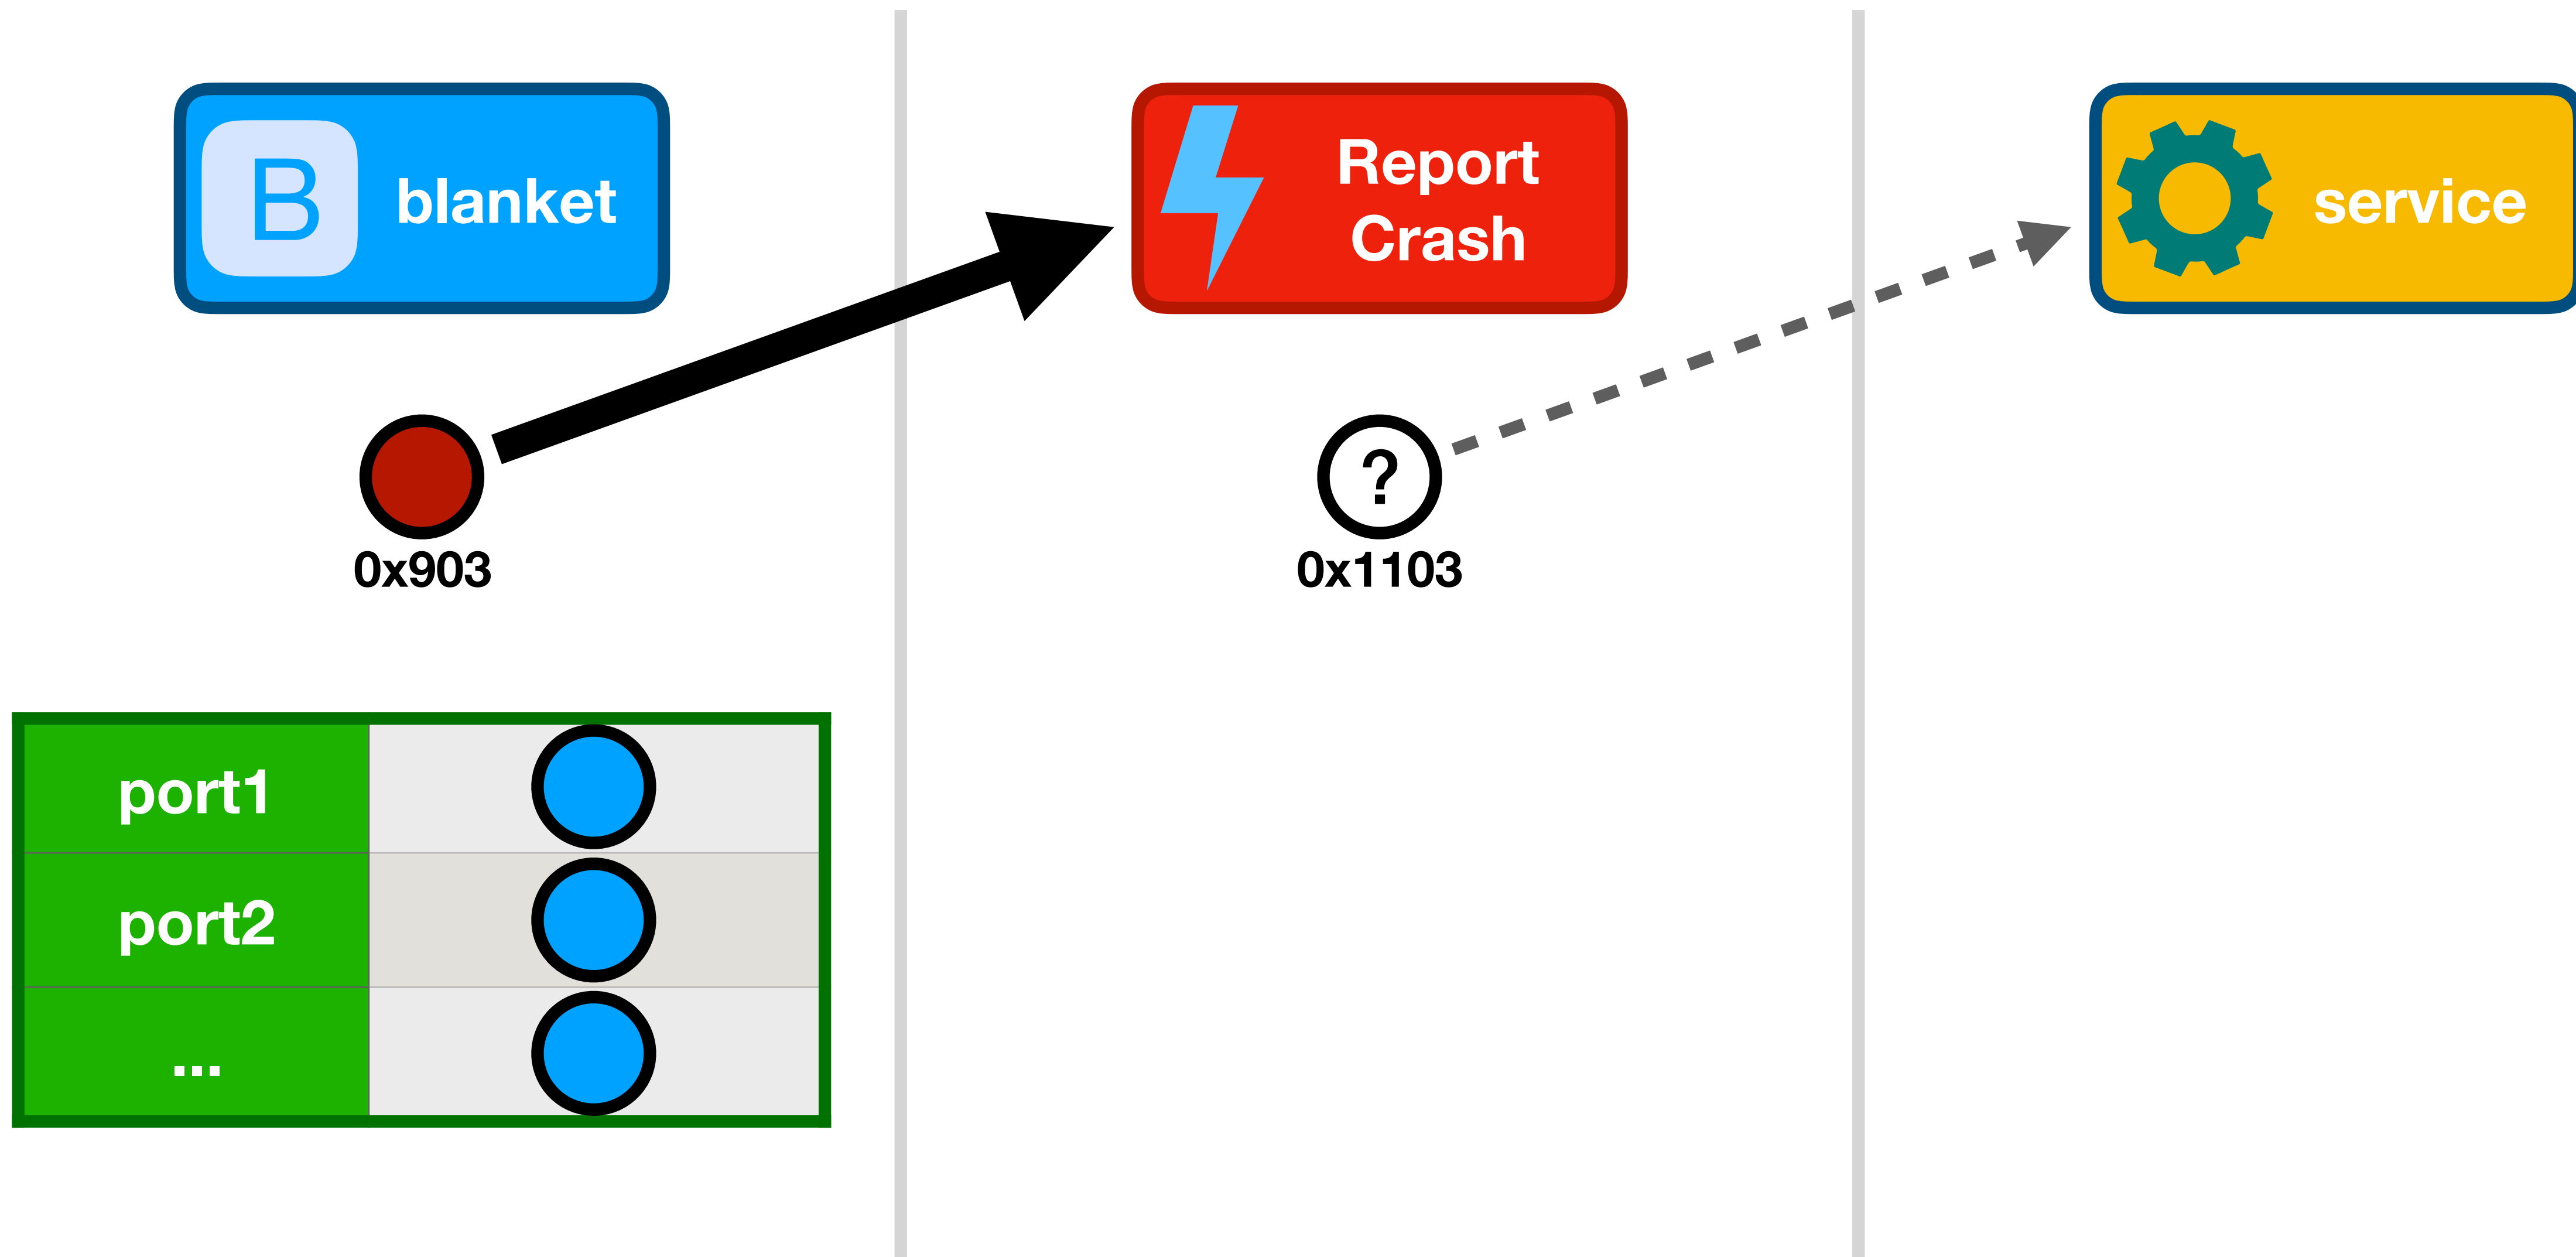 B blanket
Report
Crash
service
0x903
?
0x1103
port1
port2
...